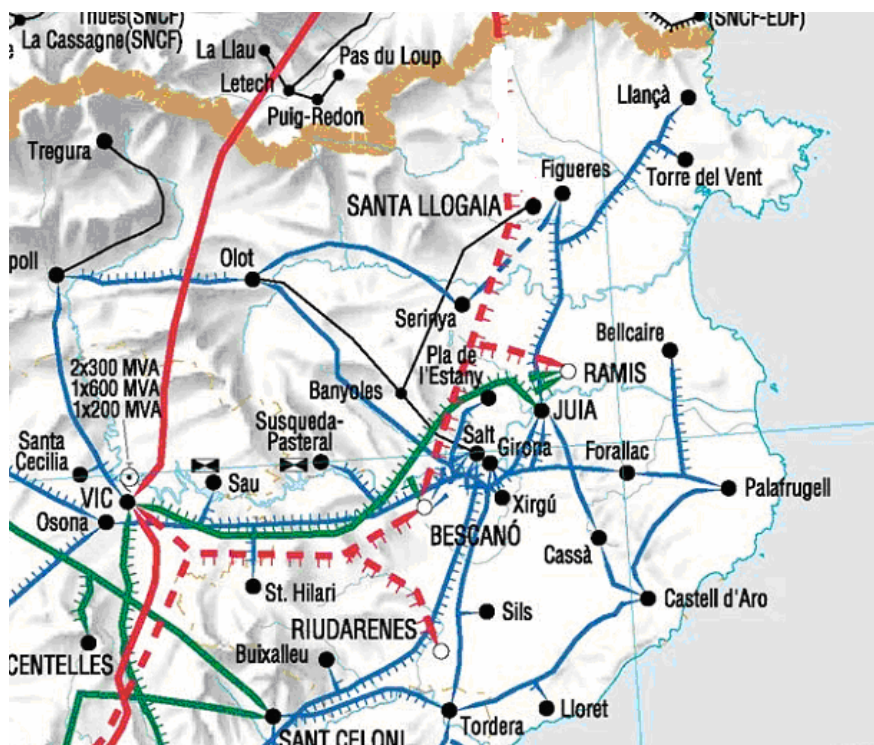 Thues(SNCF)
La Cassagne(SNCF)
(SNCF-EDF)
La Llau
Pas du Loup
Letech
Puig-Redon
Llançà
Tregura
Torre del Vent
Figueres
SANTA LLOGAIA
poll
Olot
Serinya
Bellcaire
Pla de
l'Estany
RAMIS
2x300 MVA
1x600 MVA
1x200 MVA
Banyoles
JUIA
Susqueda-
Pasteral
Salt
Girona
Forallac
Santa
Cecilia
Sau
VIC
Xirgú
Palafrugell
Osona
BESCANÓ
Cassà
St. Hilari
Castell d'Aro
Sils
RIUDARENES
Buixalleu
CENTELLES
Lloret
Tordera
SANT CELONI